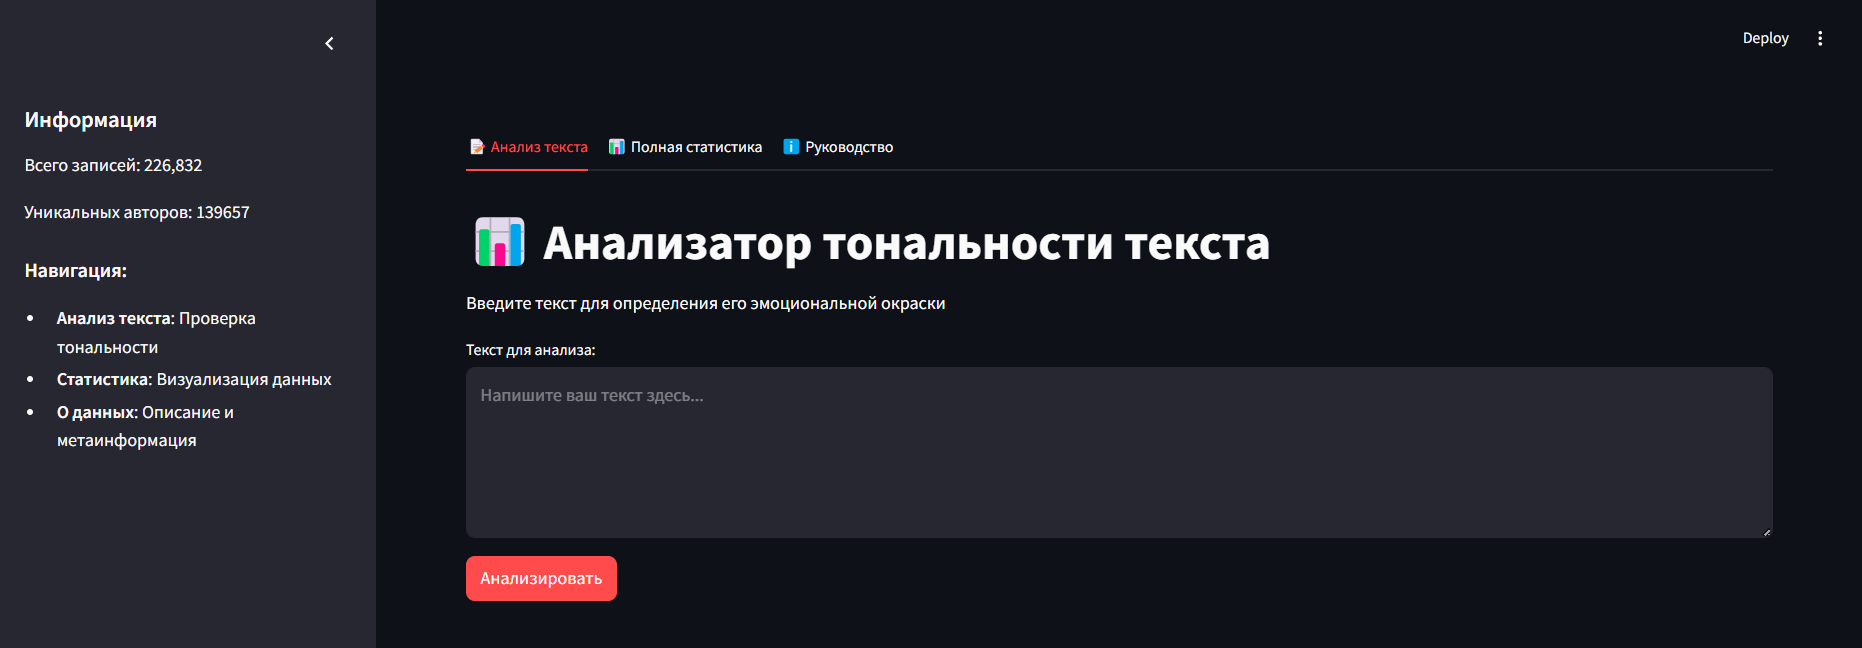 Информация
Всего записей: 226,832
Уникальных авторов: 139657
Навигация:
Анализ текста: Проверка
тональности
Статистика: Визуализация данных
О данных: Описание и
метаинформация
Deploy
Анализ текста
Полная статистика
Руководство
Анализатор тональности текста
Введите текст для определения его эмоциональной окраски
Текст для анализа:
Напишите ваш текст здесь...
Анализировать